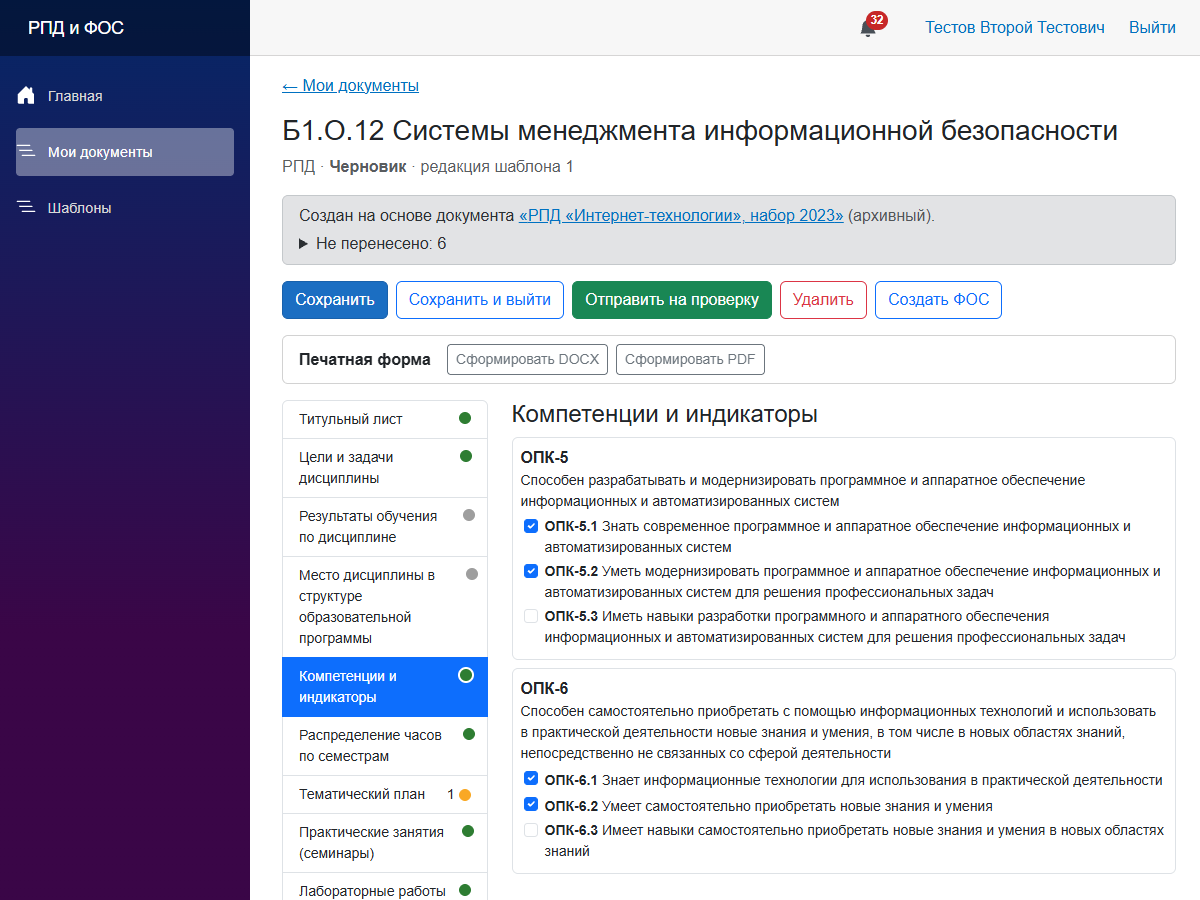 РПД и ФОС
32
Тестов Второй Тестович
Выйти
Главная
Мои документы
Шаблоны
← Мои документы
Б1.О.12 Системы менеджмента информационной безопасности
РПД · Черновик · редакция шаблона 1
Создан на основе документа «РПД «Интернет-технологии», набор 2023» (архивный).
▶ Не перенесено: 6
Сохранить
Сохранить и выйти
Отправить на проверку
Удалить
Создать ФОС
Печатная форма
Сформировать DOCX
Сформировать PDF
Титульный лист
Цели и задачи
дисциплины
Результаты обучения
по дисциплине
Место дисциплины в
структуре
образовательной
программы
Компетенции и
индикаторы
Распределение часов
по семестрам
Тематический план 1
Практические занятия
(семинары)
Лабораторные работы
Компетенции и индикаторы
ОПК-5
Способен разрабатывать и модернизировать программное и аппаратное обеспечение
информационных и автоматизированных систем
ОПК-5.1 Знать современное программное и аппаратное обеспечение информационных и
автоматизированных систем
ОПК-5.2 Уметь модернизировать программное и аппаратное обеспечение информационных и
автоматизированных систем для решения профессиональных задач
ОПК-5.3 Иметь навыки разработки программного и аппаратного обеспечения
информационных и автоматизированных систем для решения профессиональных задач
ОПК-6
Способен самостоятельно приобретать с помощью информационных технологий и использовать
в практической деятельности новые знания и умения, в том числе в новых областях знаний,
непосредственно не связанных со сферой деятельности
ОПК-6.1 Знает информационные технологии для использования в практической деятельности
ОПК-6.2 Умеет самостоятельно приобретать новые знания и умения
ОПК-6.3 Имеет навыки самостоятельно приобретать новые знания и умения в новых областях
знаний